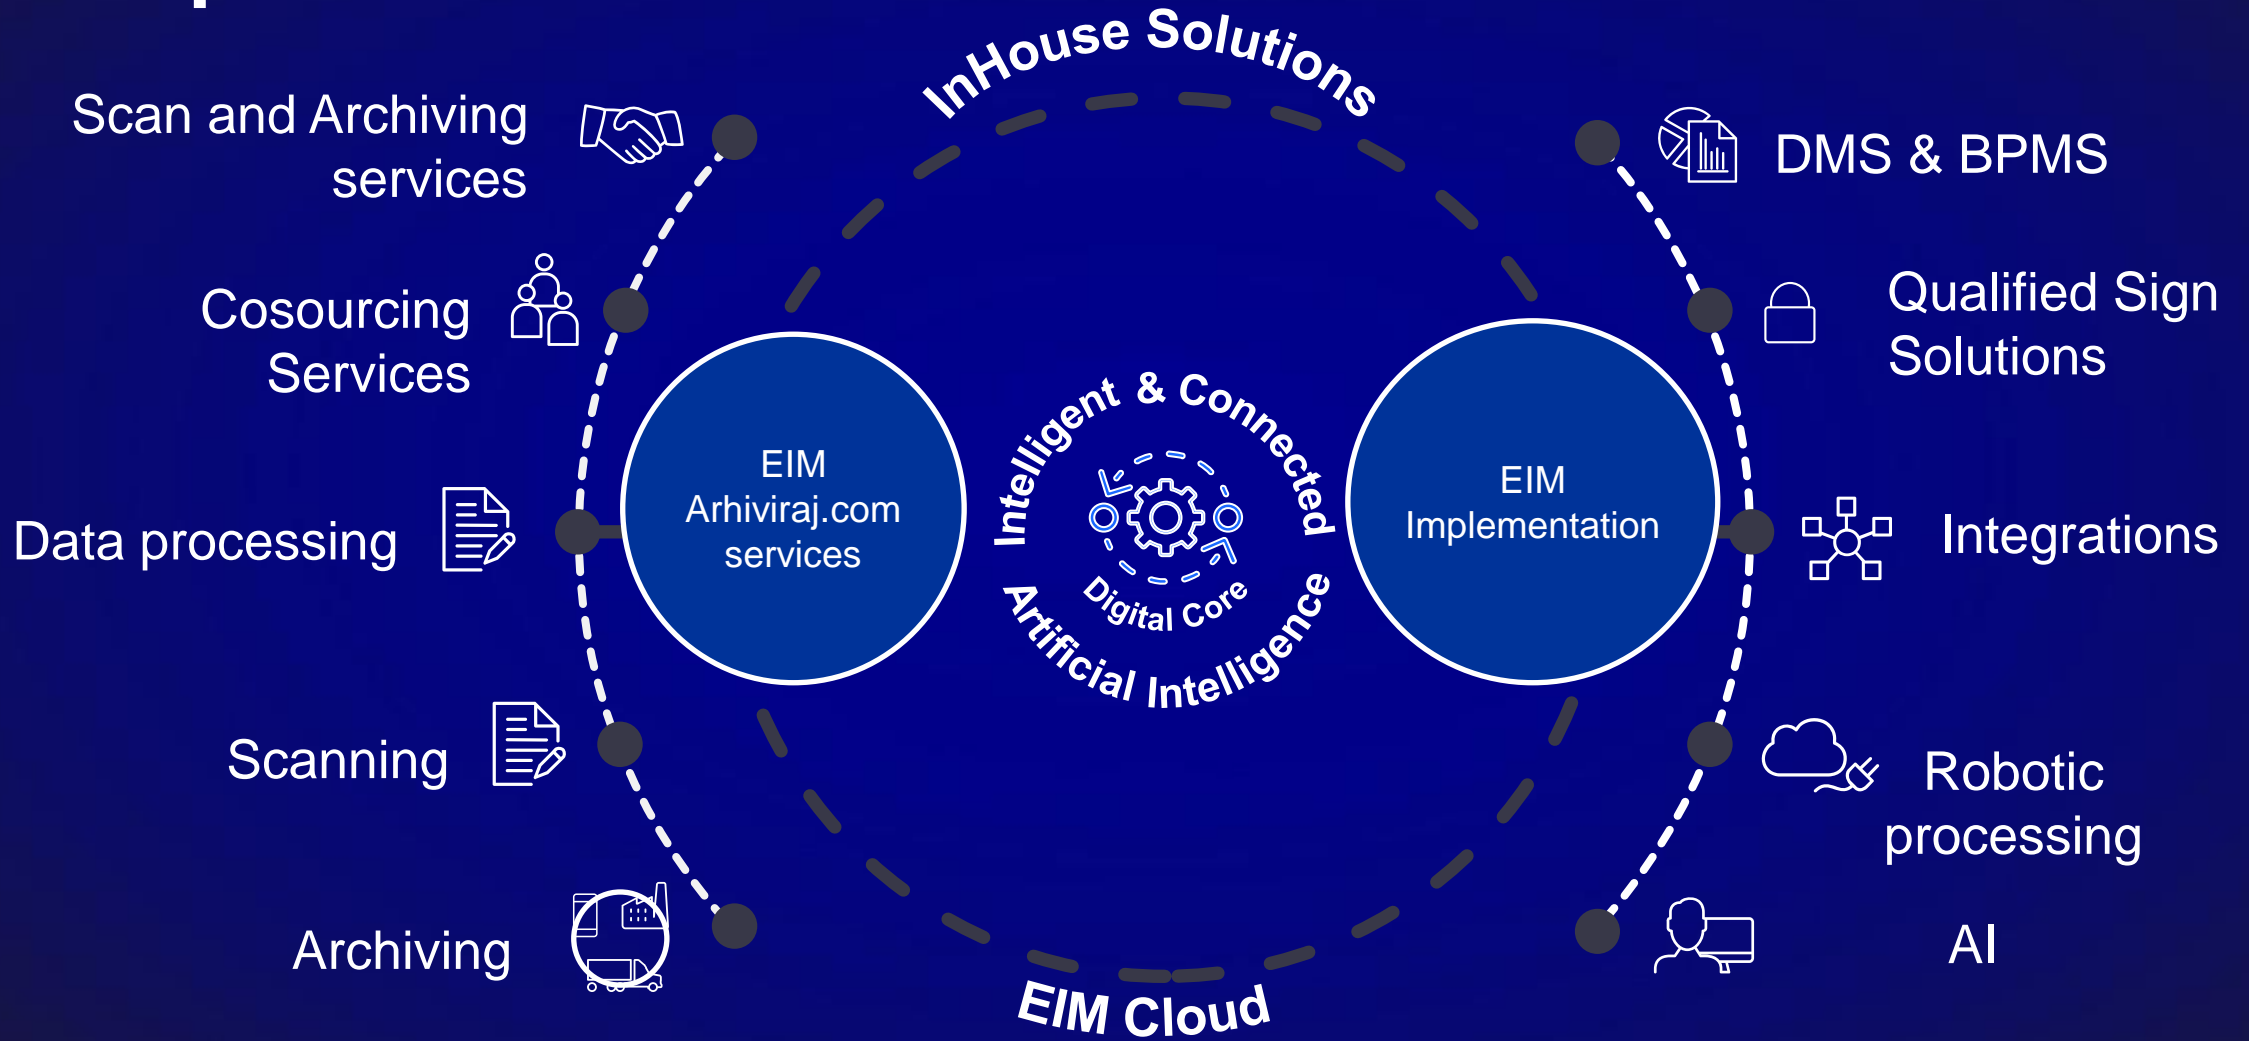 InHouse Solutions
Scan and Archiving
services
Cosourcing
Services
Data processing
Scanning
Archiving
EIM
Arhiviraj.com
services
Intelligent & Connected
Digital Core
Artificial Intelligence
EIM
Implementation
DMS & BPMS
Qualified Sign
Solutions
Integrations
Robotic
processing
AI
EIM Cloud